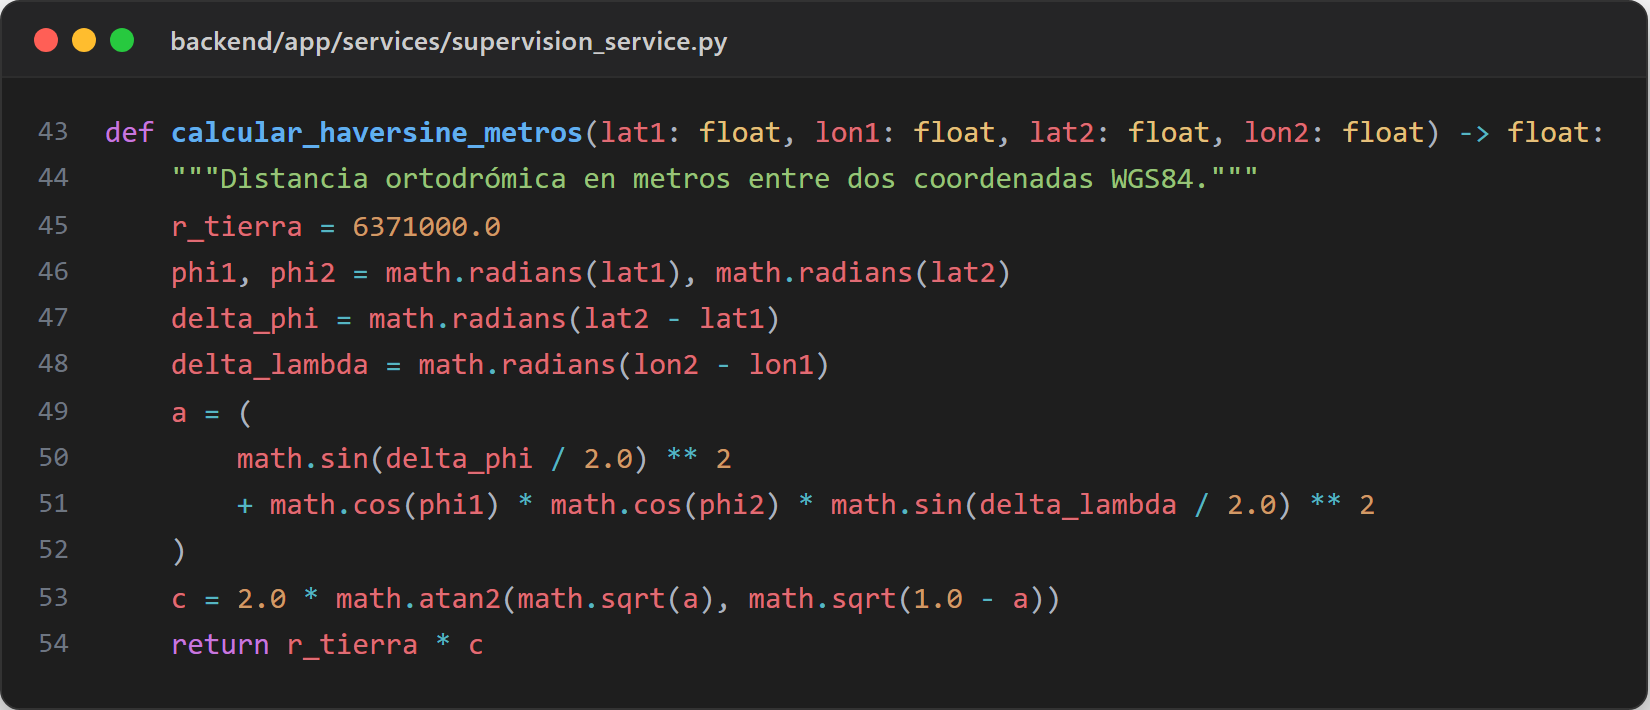 backend/app/services/supervision_service.py
43 def calcular_haversine_metros(lat1: float, lon1: float, lat2: float, lon2: float) -> float:
44     """Distancia ortodrómica en metros entre dos coordenadas WGS84."""
45     r_tierra = 6371000.0
46     phi1, phi2 = math.radians(lat1), math.radians(lat2)
47     delta_phi = math.radians(lat2 - lat1)
48     delta_lambda = math.radians(lon2 - lon1)
49     a = (
50         math.sin(delta_phi / 2.0) ** 2
51         + math.cos(phi1) * math.cos(phi2) * math.sin(delta_lambda / 2.0) ** 2
52     )
53     c = 2.0 * math.atan2(math.sqrt(a), math.sqrt(1.0 - a))
54     return r_tierra * c